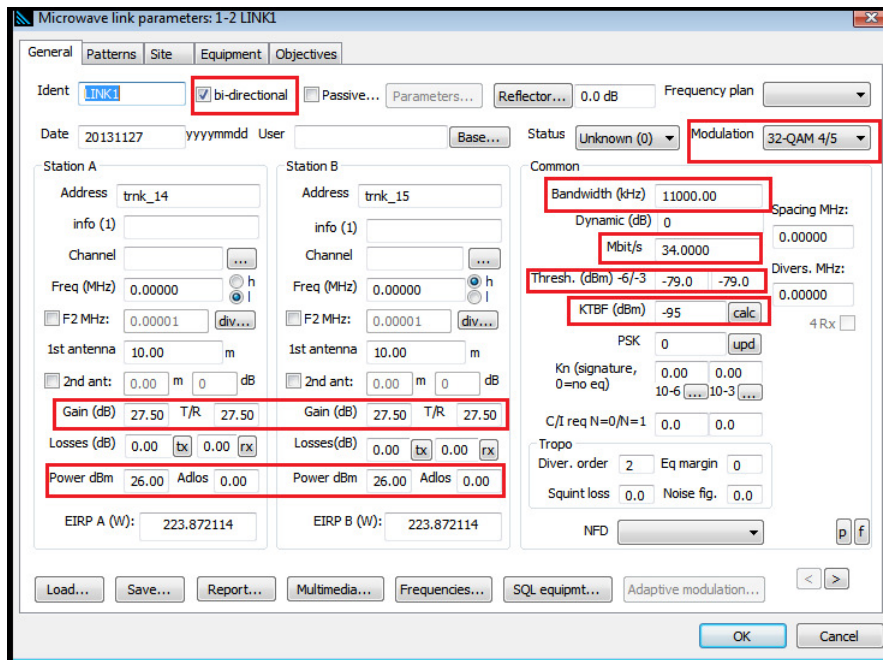 Microwave link parameters: 1-2 LINK1
General Patterns Site Equipment Objectives
Ident LINK1 bi-directional Passive... Parameters... Reflector... 0.0 dB Frequency plan
Date 20131127 yyyymmdd User Base... Status Unknown (0) Modulation 32-QAM 4/5
Station A
Address trnk_14
info (1)
Channel ...
Freq (MHz) 0.00000 h l
F2 MHz: 0.00001 div...
1st antenna 10.00 m
2nd ant: 0.00 m 0 dB
Gain (dB) 27.50 T/R 27.50
Losses (dB) 0.00 tx 0.00 rx
Power dBm 26.00 Adlos 0.00
EIRP A (W): 223.872114
Station B
Address trnk_15
info (1)
Channel ...
Freq (MHz) 0.00000 h l
F2 MHz: 0.00001 div...
1st antenna 10.00 m
2nd ant: 0.00 m 0 dB
Gain (dB) 27.50 T/R 27.50
Losses(dB) 0.00 tx 0.00 rx
Power dBm 26.00 Adlos 0.00
EIRP B (W): 223.872114
Common
Bandwidth (kHz) 11000.00
Dynamic (dB) 0
Mbit/s 34.0000
Thresh. (dBm) -6/-3 -79.0 -79.0
KTBF (dBm) -95 calc
PSK 0 upd
Kn (signature, 0.00 0.00
0=no eq) 10-6 ... 10-3 ...
C/I req N=0/N=1 0.0 0.0
Spacing MHz:
0.00000
Divers. MHz:
0.00000
4 Rx
Tropo
Diver. order 2 Eq margin 0
Squint loss 0.0 Noise fig. 0.0
NFD p f
Load... Save... Report... Multimedia... Frequencies... SQL equipmt... Adaptive modulation... < >
OK Cancel